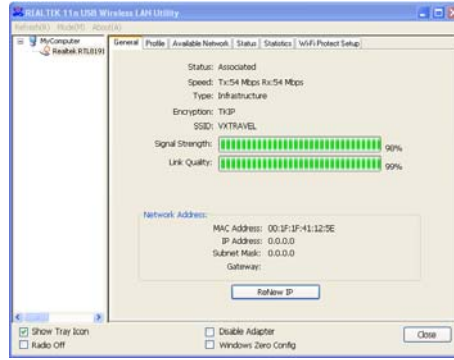 REALTEK 11n USB Wireless LAN Utility
Refresh(R) Mode(M) About(A)
MyComputer
Realtek RTL8191
General Profile Available Network Status Statistics Wi-Fi Protect Setup
Status: Associated
Speed: Tx:54 Mbps Rx:54 Mbps
Type: Infrastructure
Encryption: TKIP
SSID: VXTRAVEL
Signal Strength: 98%
Link Quality: 99%
Network Address:
MAC Address: 00:1F:1F:41:12:5E
IP Address: 0.0.0.0
Subnet Mask: 0.0.0.0
Gateway:
ReNew IP
Show Tray Icon
Radio Off
Disable Adapter
Windows Zero Config
Close